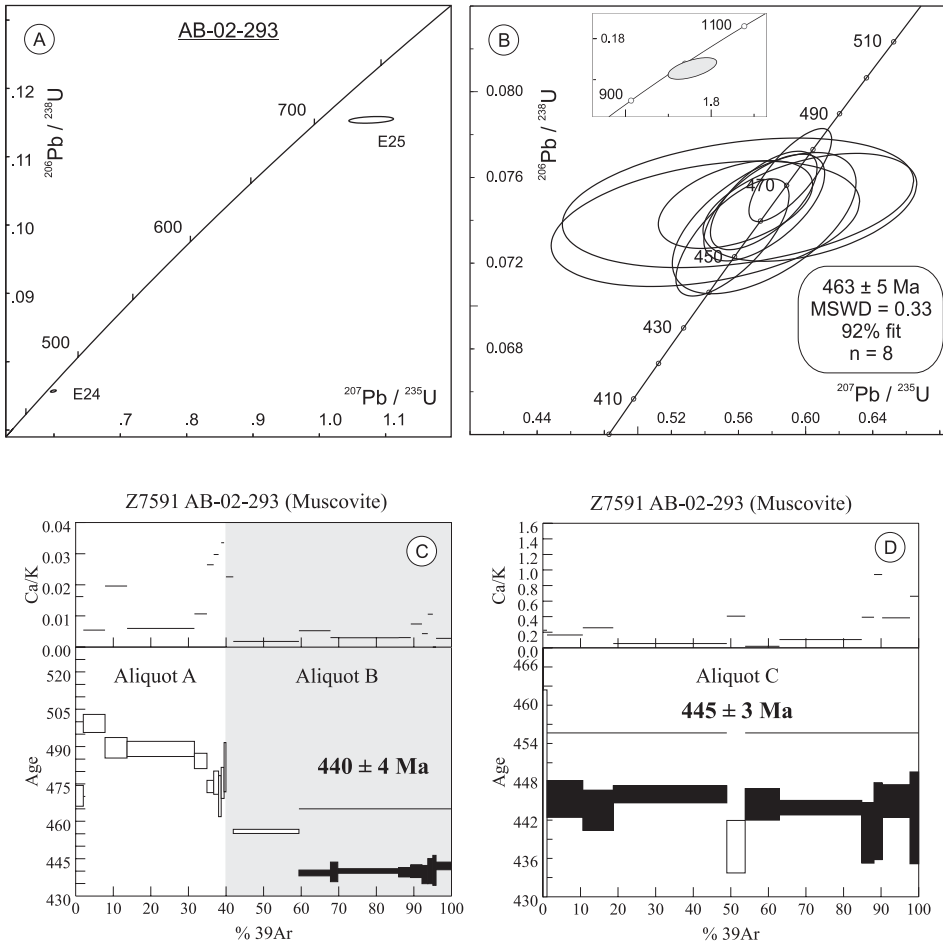 A
AB-02-293
.12
.11
.10
.09
206Pb / 238U
700
600
500
E25
E24
207Pb / 235U
.7 .8 .9 1.0 1.1
B
0.18
1100
900
1.8
510
490
470
450
430
410
0.080
0.076
0.072
0.068
206Pb / 238U
463 ± 5 Ma
MSWD = 0.33
92% fit
n = 8
207Pb / 235U
0.44 0.52 0.56 0.60 0.64
Z7591 AB-02-293 (Muscovite)
C
Ca/K
0.04
0.03
0.02
0.01
0.00
Aliquot A
Aliquot B
440 ± 4 Ma
Age
520
505
490
475
460
445
430
0 10 20 30 40 50 60 70 80 90 100
% 39Ar
Z7591 AB-02-293 (Muscovite)
D
Ca/K
1.6
1.4
1.2
1.0
0.8
0.6
0.4
0.2
0.0
Aliquot C
445 ± 3 Ma
Age
466
460
454
448
442
436
430
0 10 20 30 40 50 60 70 80 90 100
% 39Ar